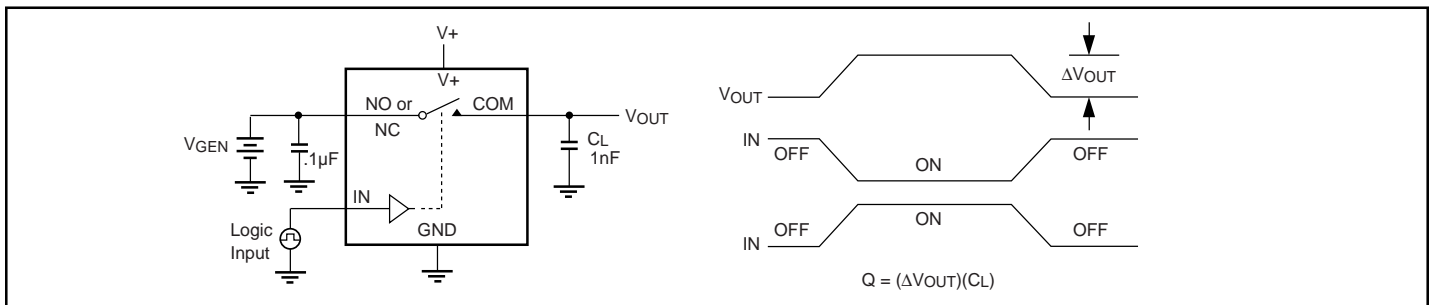 V+
V+
NO or
COM
NC
VOUT
VGEN
.1µF
CL
1nF
IN
Logic
Input
GND
VOUT
ΔVOUT
IN
OFF
ON
OFF
IN
OFF
ON
OFF
Q = (ΔVOUT)(CL)